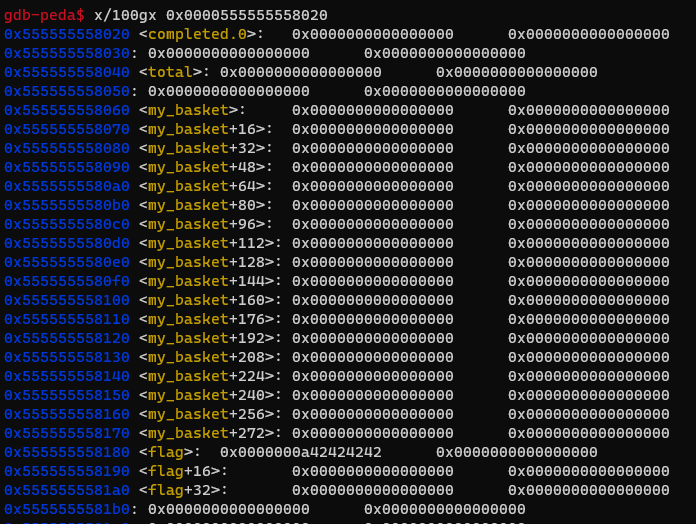 gdb-peda$ x/100gx 0x0000555555558020
0x555555558020 <completed.0>:	0x0000000000000000	0x0000000000000000
0x555555558030:	0x0000000000000000	0x0000000000000000
0x555555558040 <total>:	0x0000000000000000	0x0000000000000000
0x555555558050:	0x0000000000000000	0x0000000000000000
0x555555558060 <my_basket>:	0x0000000000000000	0x0000000000000000
0x555555558070 <my_basket+16>:	0x0000000000000000	0x0000000000000000
0x555555558080 <my_basket+32>:	0x0000000000000000	0x0000000000000000
0x555555558090 <my_basket+48>:	0x0000000000000000	0x0000000000000000
0x5555555580a0 <my_basket+64>:	0x0000000000000000	0x0000000000000000
0x5555555580b0 <my_basket+80>:	0x0000000000000000	0x0000000000000000
0x5555555580c0 <my_basket+96>:	0x0000000000000000	0x0000000000000000
0x5555555580d0 <my_basket+112>:	0x0000000000000000	0x0000000000000000
0x5555555580e0 <my_basket+128>:	0x0000000000000000	0x0000000000000000
0x5555555580f0 <my_basket+144>:	0x0000000000000000	0x0000000000000000
0x555555558100 <my_basket+160>:	0x0000000000000000	0x0000000000000000
0x555555558110 <my_basket+176>:	0x0000000000000000	0x0000000000000000
0x555555558120 <my_basket+192>:	0x0000000000000000	0x0000000000000000
0x555555558130 <my_basket+208>:	0x0000000000000000	0x0000000000000000
0x555555558140 <my_basket+224>:	0x0000000000000000	0x0000000000000000
0x555555558150 <my_basket+240>:	0x0000000000000000	0x0000000000000000
0x555555558160 <my_basket+256>:	0x0000000000000000	0x0000000000000000
0x555555558170 <my_basket+272>:	0x0000000000000000	0x0000000000000000
0x555555558180 <flag>:	0x0000000a42424242	0x0000000000000000
0x555555558190 <flag+16>:	0x0000000000000000	0x0000000000000000
0x5555555581a0 <flag+32>:	0x0000000000000000	0x0000000000000000
0x5555555581b0:	0x0000000000000000	0x0000000000000000